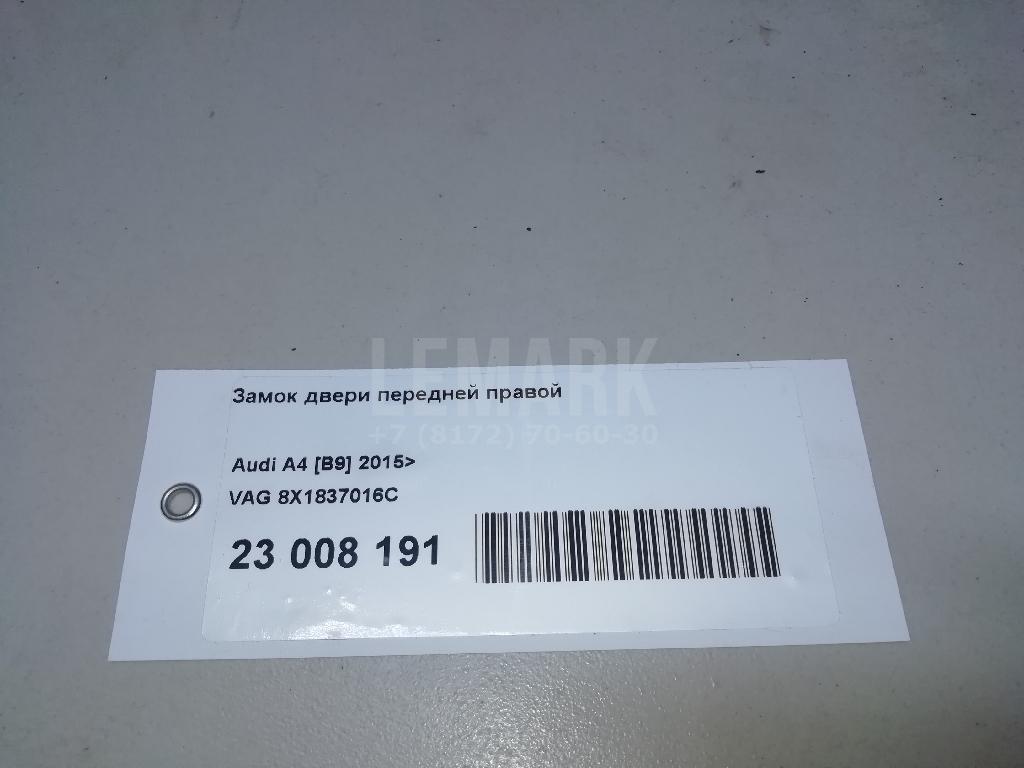 LEMARK
Замок двери передней правой
+7 (8172) 70-60-30
Audi A4 [B9] 2015>
VAG 8X1837016C
23 008 191